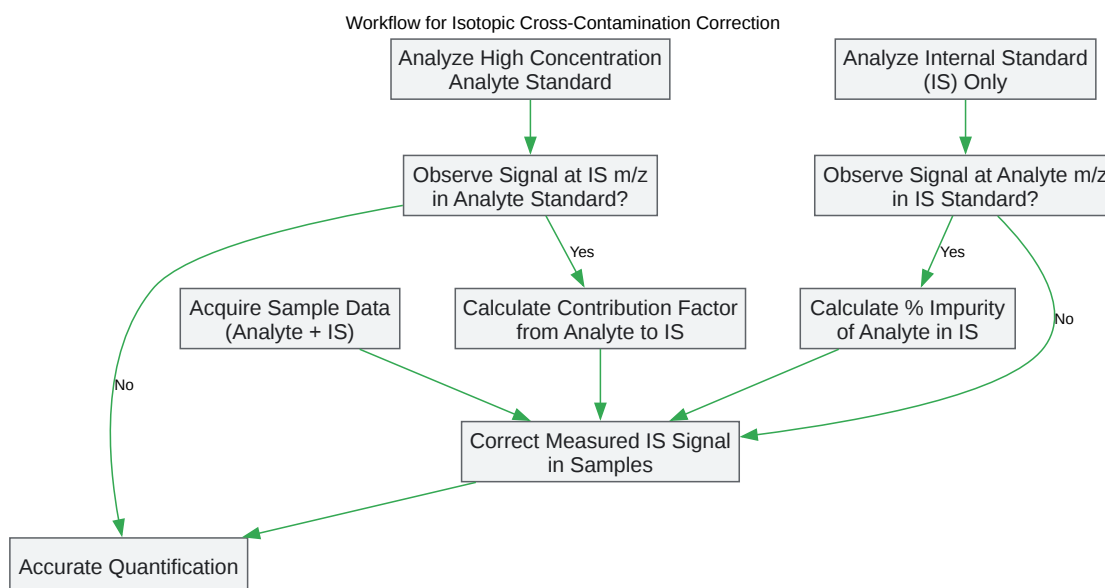 Workflow for Isotopic Cross-Contamination Correction
Analyze High Concentration
Analyte Standard
Analyze Internal Standard
(IS) Only
Observe Signal at IS m/z
in Analyte Standard?
Observe Signal at Analyte m/z
in IS Standard?
Yes
Yes
Acquire Sample Data
(Analyte + IS)
Calculate Contribution Factor
from Analyte to IS
Calculate % Impurity
of Analyte in IS
No
No
Correct Measured IS Signal
in Samples
Accurate Quantification